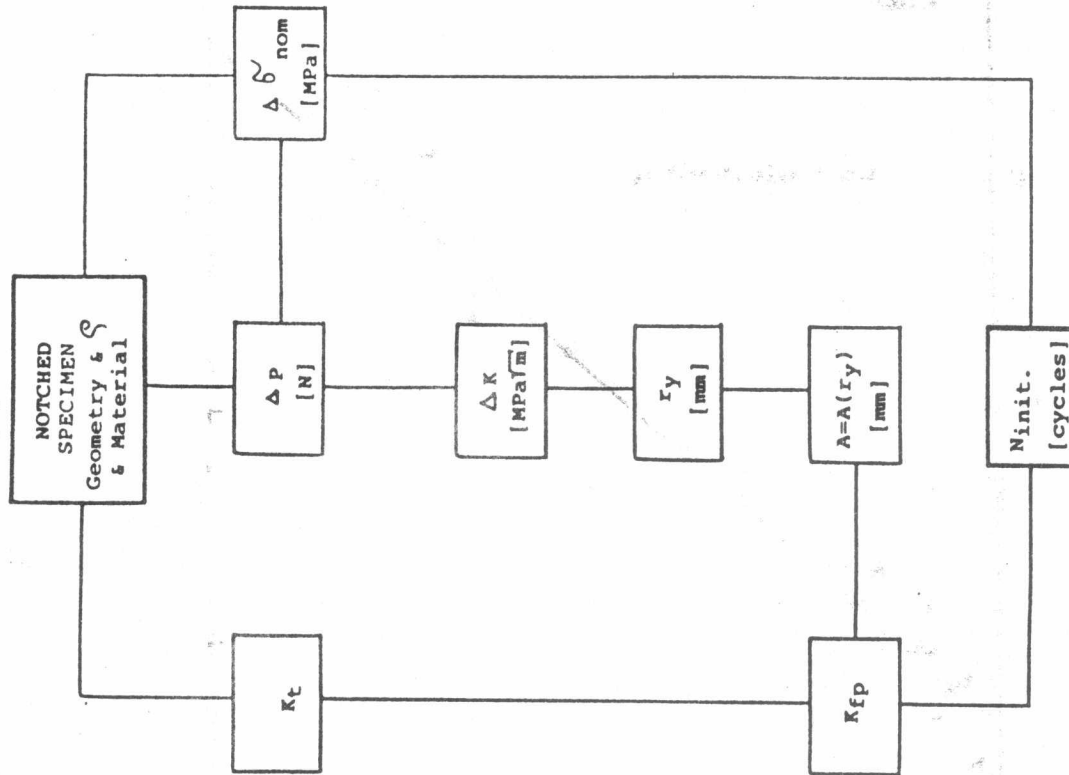 NOTCHED
SPECIMEN
Geometry & ρ
& Material
Δ σ nom
[MPa]
Δ P
[N]
Δ K
[MPa√m]
r_y
[mm]
A=A(r_y)
[mm]
K_t
K_fp
N_init.
[cycles]